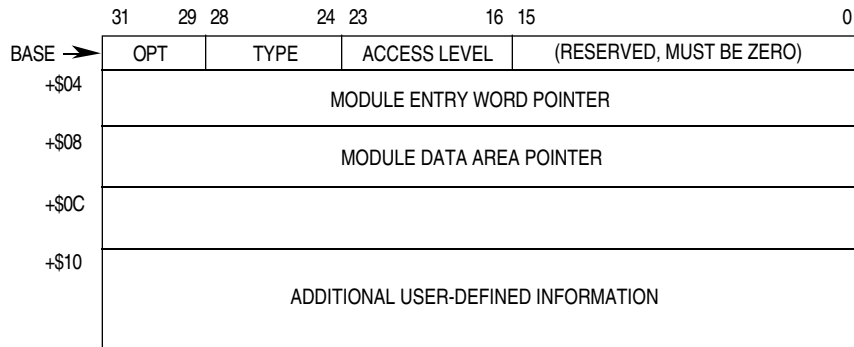 31 29 28 24 23 16 15 0
BASE OPT TYPE ACCESS LEVEL (RESERVED, MUST BE ZERO)
+$04
MODULE ENTRY WORD POINTER
+$08
MODULE DATA AREA POINTER
+$0C
+$10
ADDITIONAL USER-DEFINED INFORMATION